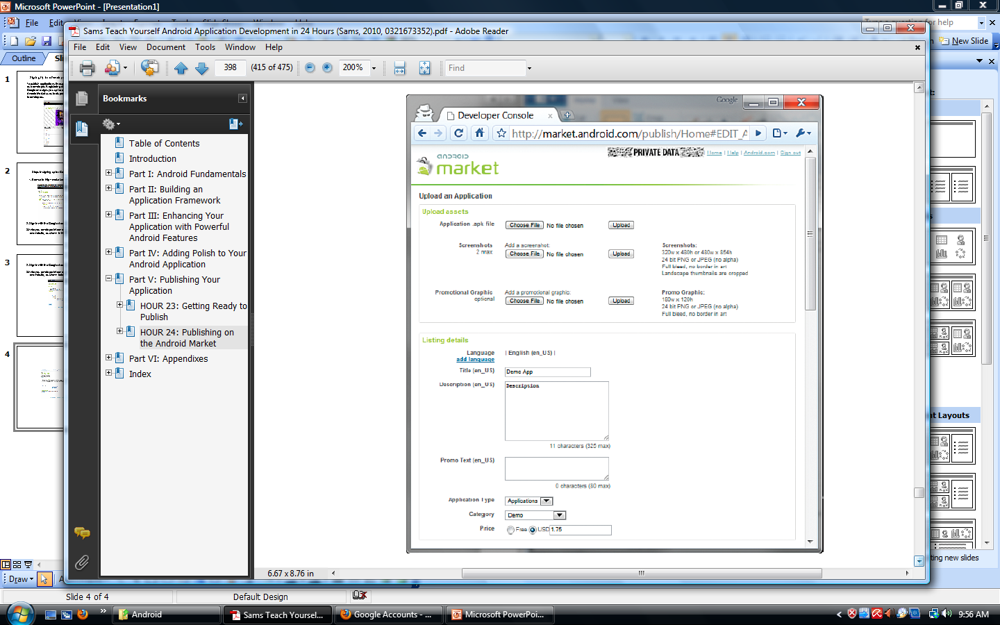 Microsoft PowerPoint - [Presentation1]
File
Edit
Type a question for help
New Slide
Outline
Sams Teach Yourself Android Application Development in 24 Hours (Sams, 2010, 0321673352).pdf - Adobe Reader
File Edit View Document Tools Window Help
398 (415 of 475) 200% Find
Bookmarks
Table of Contents
Introduction
Part I: Android Fundamentals
Part II: Building an
Application Framework
Part III: Enhancing Your
Application with Powerful
Android Features
Part IV: Adding Polish to Your
Android Application
Part V: Publishing Your
Application
HOUR 23: Getting Ready to
Publish
HOUR 24: Publishing on
the Android Market
Part VI: Appendixes
Index
1
2
3
4
Google
Developer Console
http://market.android.com/publish/Home#EDIT_A
PRIVATE DATA Home | Help | Android.com | Sign out
ANDROID
market
Upload an Application
Upload assets
Application .apk file Choose File No file chosen Upload
Screenshots Add a screenshot: Screenshots:
2 max Choose File No file chosen Upload 320w x 480h or 480w x 854h
24 bit PNG or JPEG (no alpha)
Full bleed, no border in art
Landscape thumbnails are cropped
Promotional Graphic Add a promotional graphic: Promo Graphic:
optional Choose File No file chosen Upload 180w x 120h
24 bit PNG or JPEG (no alpha)
Full bleed, no border in art
Listing details
Language | English (en_US) |
add language
Title (en_US) Demo App
Description (en_US) Description
11 characters (325 max)
Promo Text (en_US)
0 characters (80 max)
Application Type Applications
Category Demo
Price Free USD 1.75
6.67 x 8.76 in
t Layouts
ting new slides
Draw
Slide 4 of 4 Default Design
Android Sams Teach Yoursel... Google Accounts - ... Microsoft PowerPoi... 9:56 AM